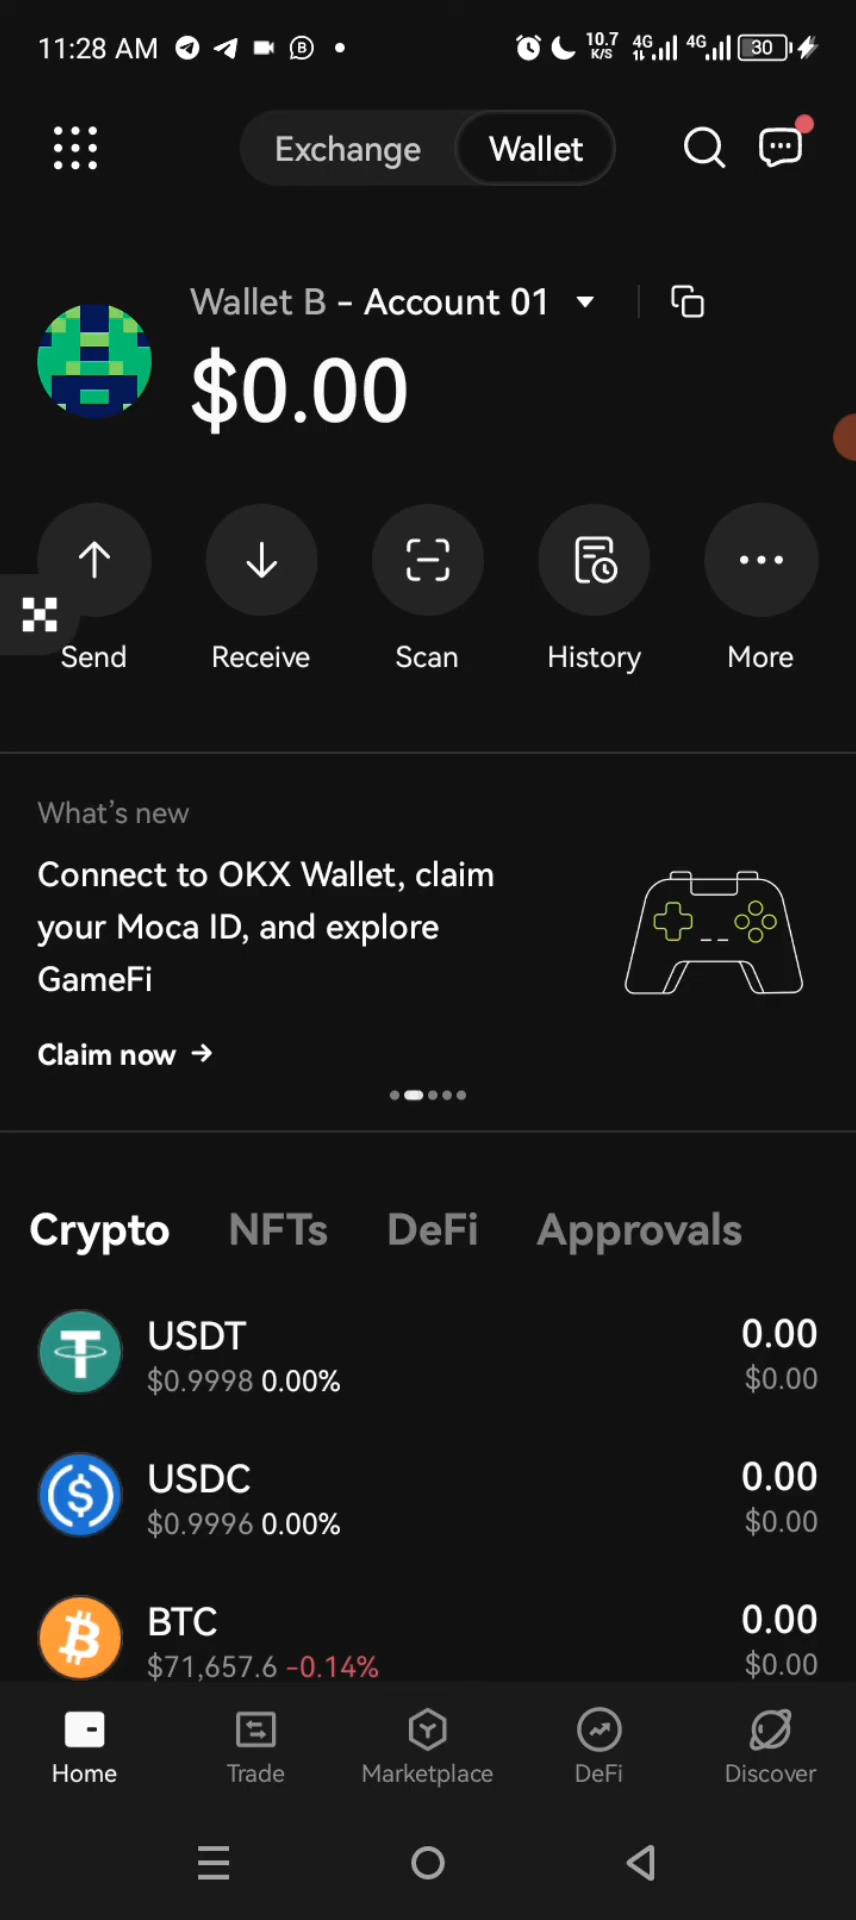 11:28 AM
10.7 K/S 4G 4G 30
Exchange Wallet
Wallet B - Account 01
$0.00
Send Receive Scan History More
What's new
Connect to OKX Wallet, claim
your Moca ID, and explore
GameFi
Claim now →
Crypto NFTs DeFi Approvals
USDT 0.00
$0.9998 0.00% $0.00
USDC 0.00
$0.9996 0.00% $0.00
BTC 0.00
$71,657.6 -0.14% $0.00
Home Trade Marketplace DeFi Discover